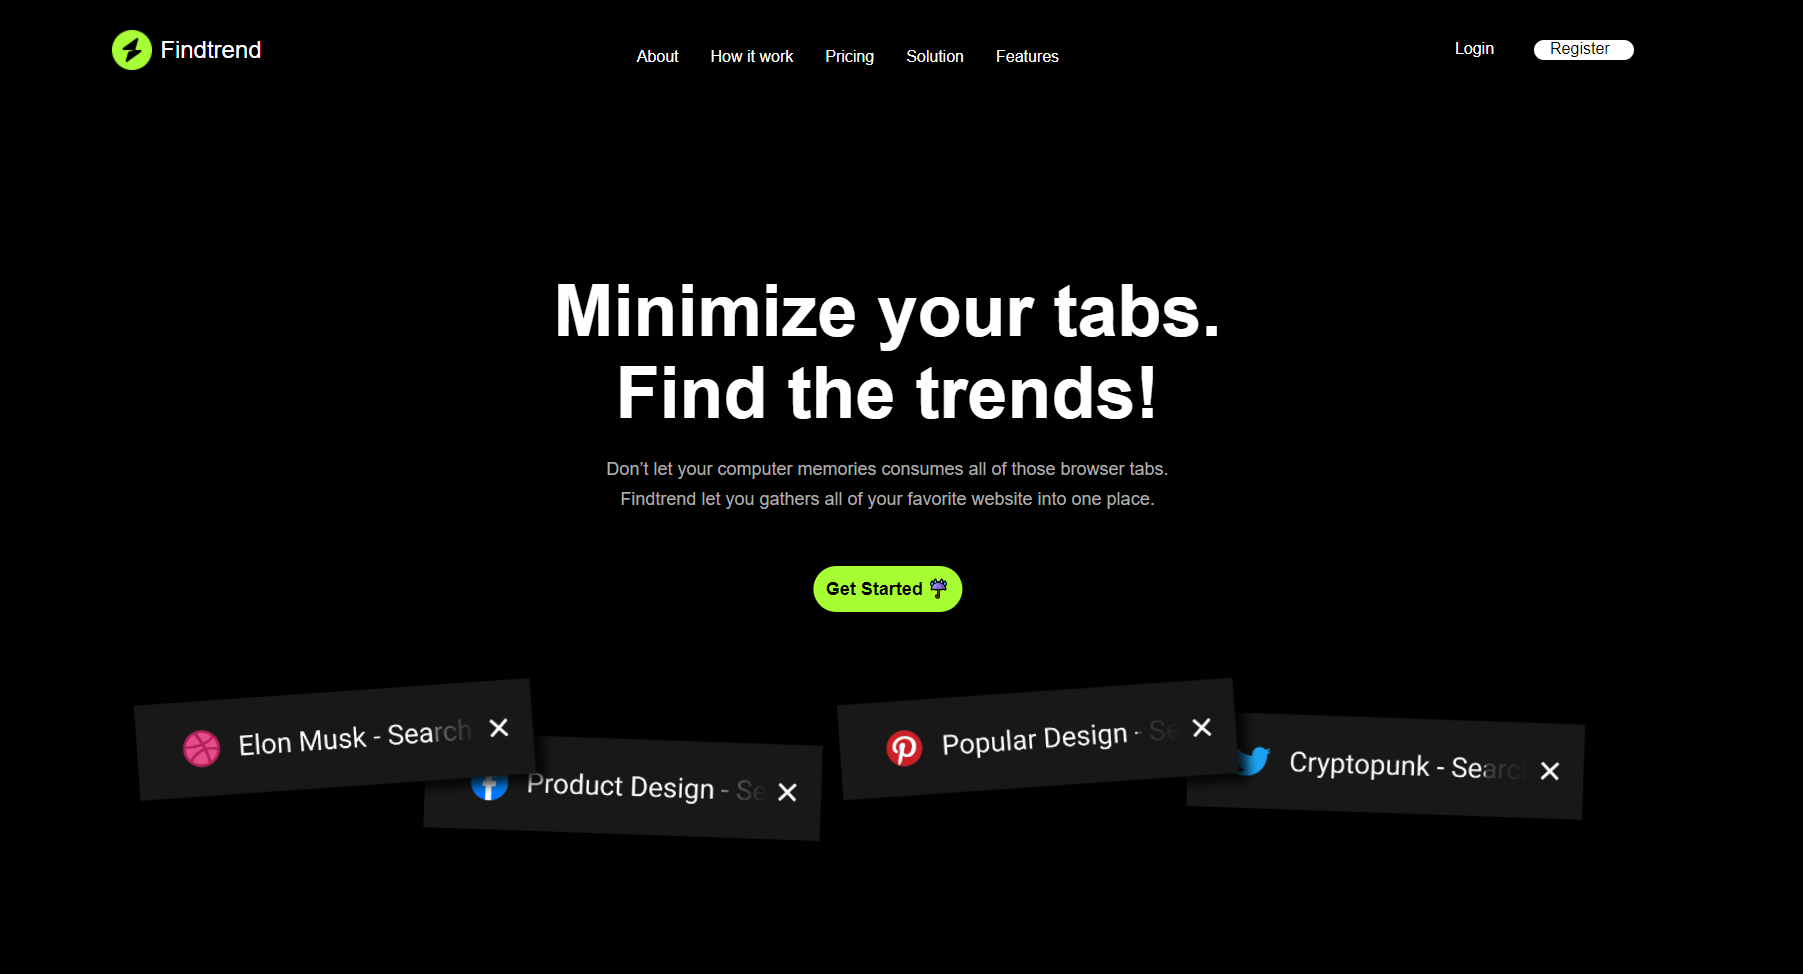 Findtrend
About How it work Pricing Solution Features
Login Register
Minimize your tabs.
Find the trends!
Don’t let your computer memories consumes all of those browser tabs.
Findtrend let you gathers all of your favorite website into one place.
Get Started
Elon Musk - Search
Product Design - Se
Popular Design - Se
Cryptopunk - Searc